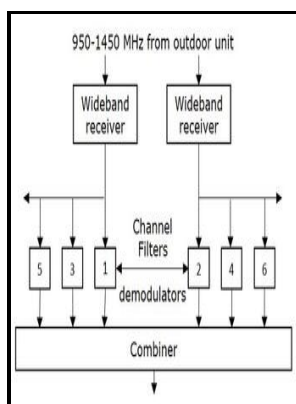 950-1450 MHz from outdoor unit
Wideband
receiver
Wideband
receiver
Channel
Filters
5
3
1
2
4
6
demodulators
Combiner